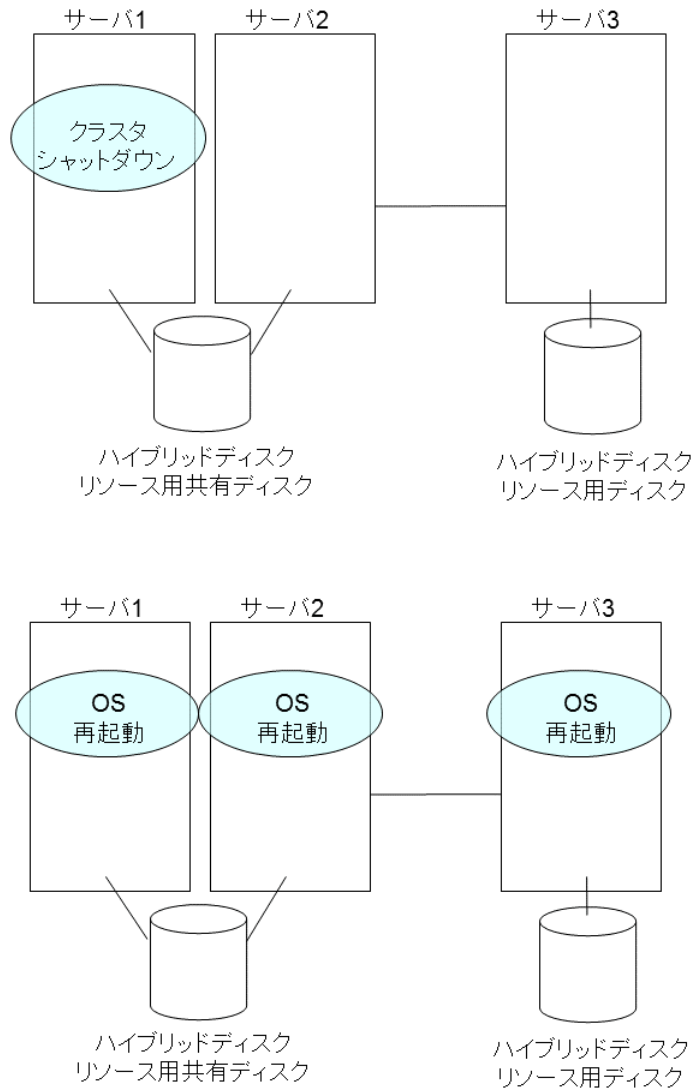 サーバ1
サーバ2
サーバ3
クラスタ
シャットダウン
ハイブリッドディスク
リソース用共有ディスク
ハイブリッドディスク
リソース用ディスク
サーバ1
サーバ2
サーバ3
OS
再起動
OS
再起動
OS
再起動
ハイブリッドディスク
リソース用共有ディスク
ハイブリッドディスク
リソース用ディスク